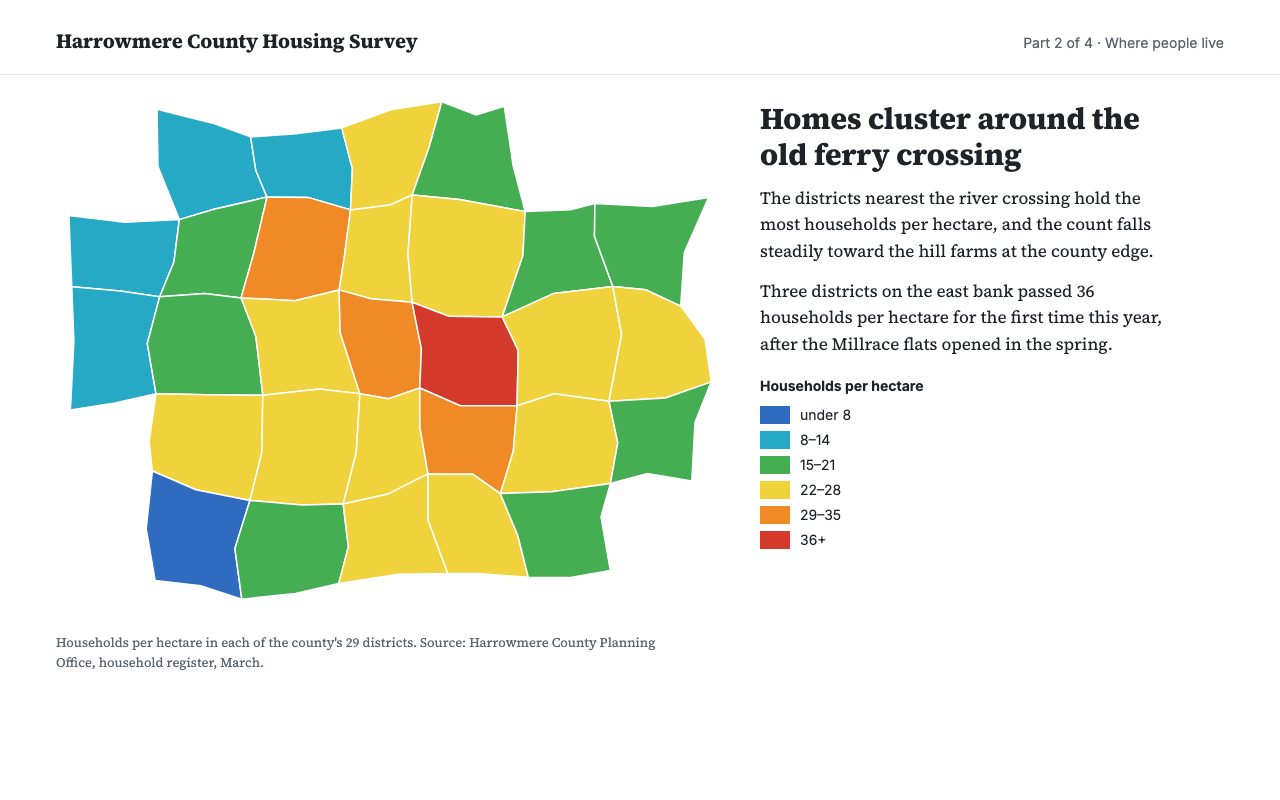 Harrowmere County Housing Survey
Part 2 of 4 · Where people live
Homes cluster around the
old ferry crossing
The districts nearest the river crossing hold the
most households per hectare, and the count falls
steadily toward the hill farms at the county edge.
Three districts on the east bank passed 36
households per hectare for the first time this year,
after the Millrace flats opened in the spring.
Households per hectare
under 8
8–14
15–21
22–28
29–35
36+
Households per hectare in each of the county's 29 districts. Source: Harrowmere County Planning
Office, household register, March.